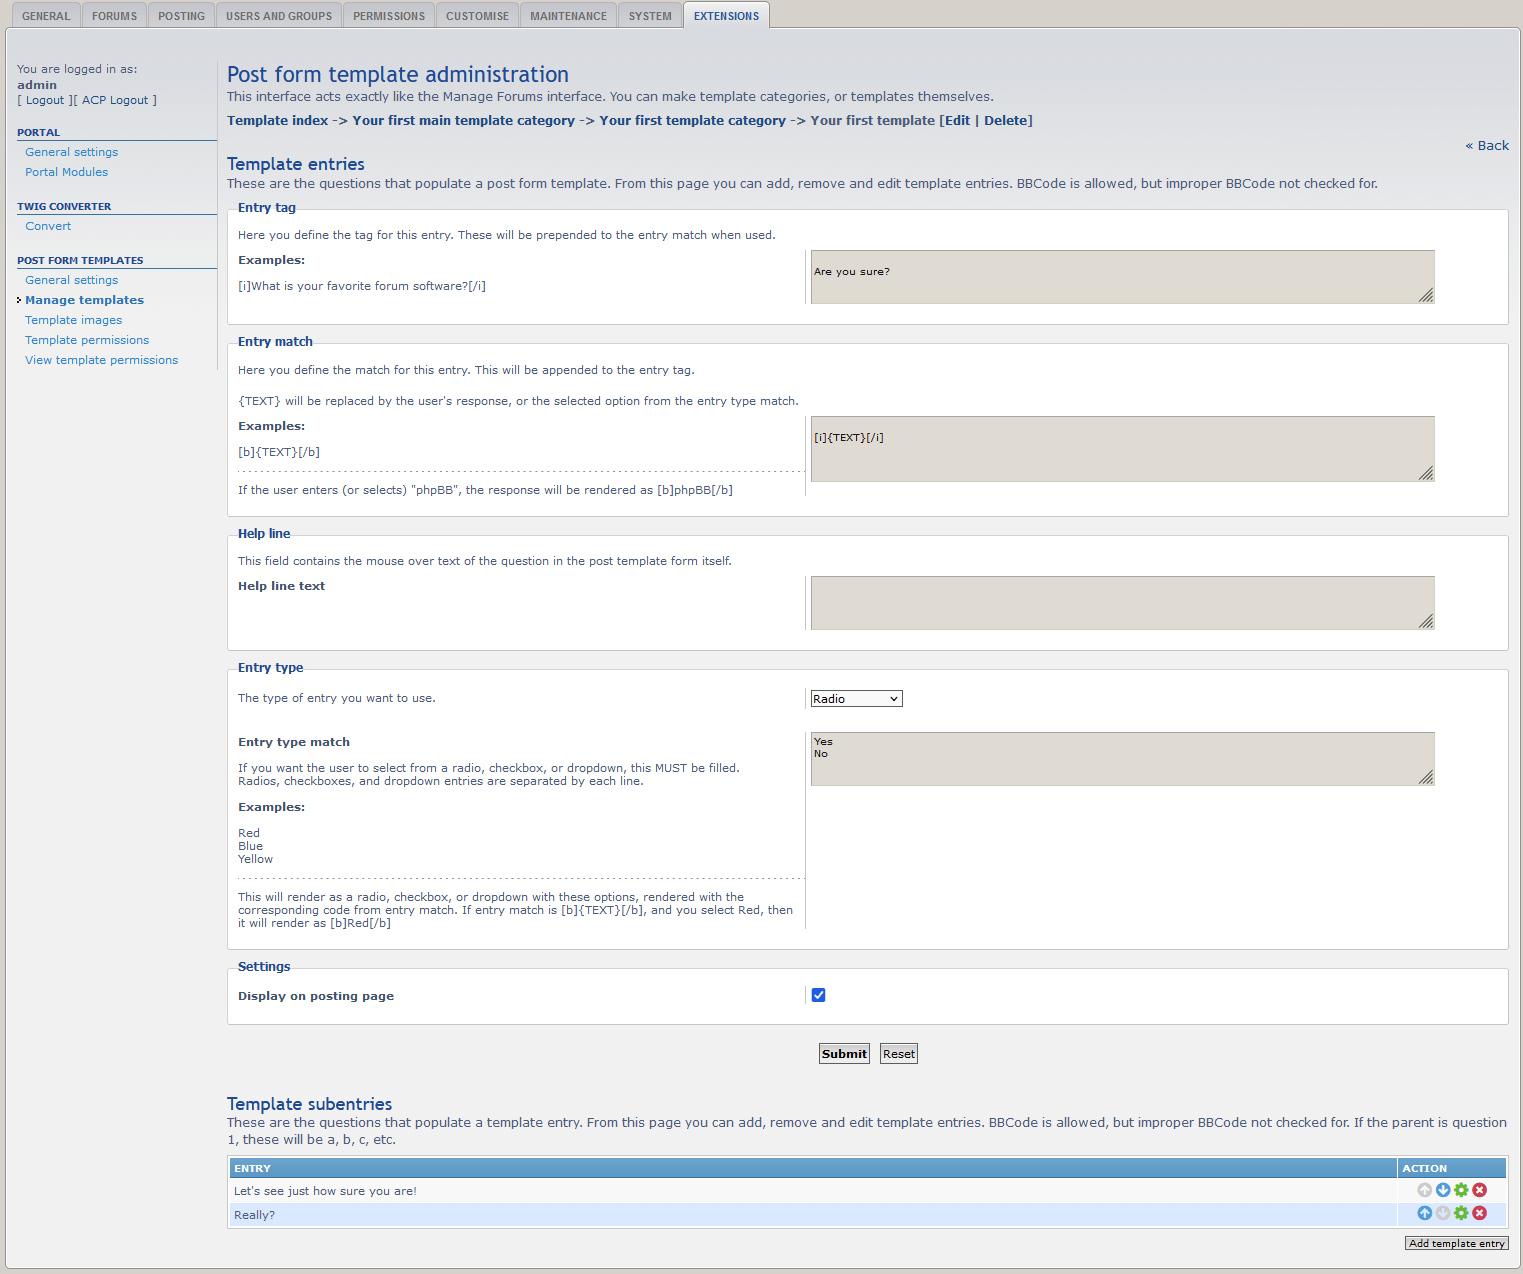 GENERAL FORUMS POSTING USERS AND GROUPS PERMISSIONS CUSTOMISE MAINTENANCE SYSTEM EXTENSIONS
You are logged in as:
admin
[ Logout ][ ACP Logout ]
PORTAL
General settings
Portal Modules
TWIG CONVERTER
Convert
POST FORM TEMPLATES
General settings
Manage templates
Template images
Template permissions
View template permissions
Post form template administration
This interface acts exactly like the Manage Forums interface. You can make template categories, or templates themselves.
Template index -> Your first main template category -> Your first template category -> Your first template [Edit | Delete]
« Back
Template entries
These are the questions that populate a post form template. From this page you can add, remove and edit template entries. BBCode is allowed, but improper BBCode not checked for.
Entry tag
Here you define the tag for this entry. These will be prepended to the entry match when used.
Examples:
[i]What is your favorite forum software?[/i]
Are you sure?
Entry match
Here you define the match for this entry. This will be appended to the entry tag.
{TEXT} will be replaced by the user's response, or the selected option from the entry type match.
Examples:
[b]{TEXT}[/b]
[i]{TEXT}[/i]
If the user enters (or selects) "phpBB", the response will be rendered as [b]phpBB[/b]
Help line
This field contains the mouse over text of the question in the post template form itself.
Help line text
Entry type
The type of entry you want to use.
Radio
Entry type match
Yes
No
If you want the user to select from a radio, checkbox, or dropdown, this MUST be filled.
Radios, checkboxes, and dropdown entries are separated by each line.
Examples:
Red
Blue
Yellow
This will render as a radio, checkbox, or dropdown with these options, rendered with the
corresponding code from entry match. If entry match is [b]{TEXT}[/b], and you select Red, then
it will render as [b]Red[/b]
Settings
Display on posting page
Submit Reset
Template subentries
These are the questions that populate a template entry. From this page you can add, remove and edit template entries. BBCode is allowed, but improper BBCode not checked for. If the parent is question
1, these will be a, b, c, etc.
ENTRY ACTION
Let's see just how sure you are!
Really?
Add template entry